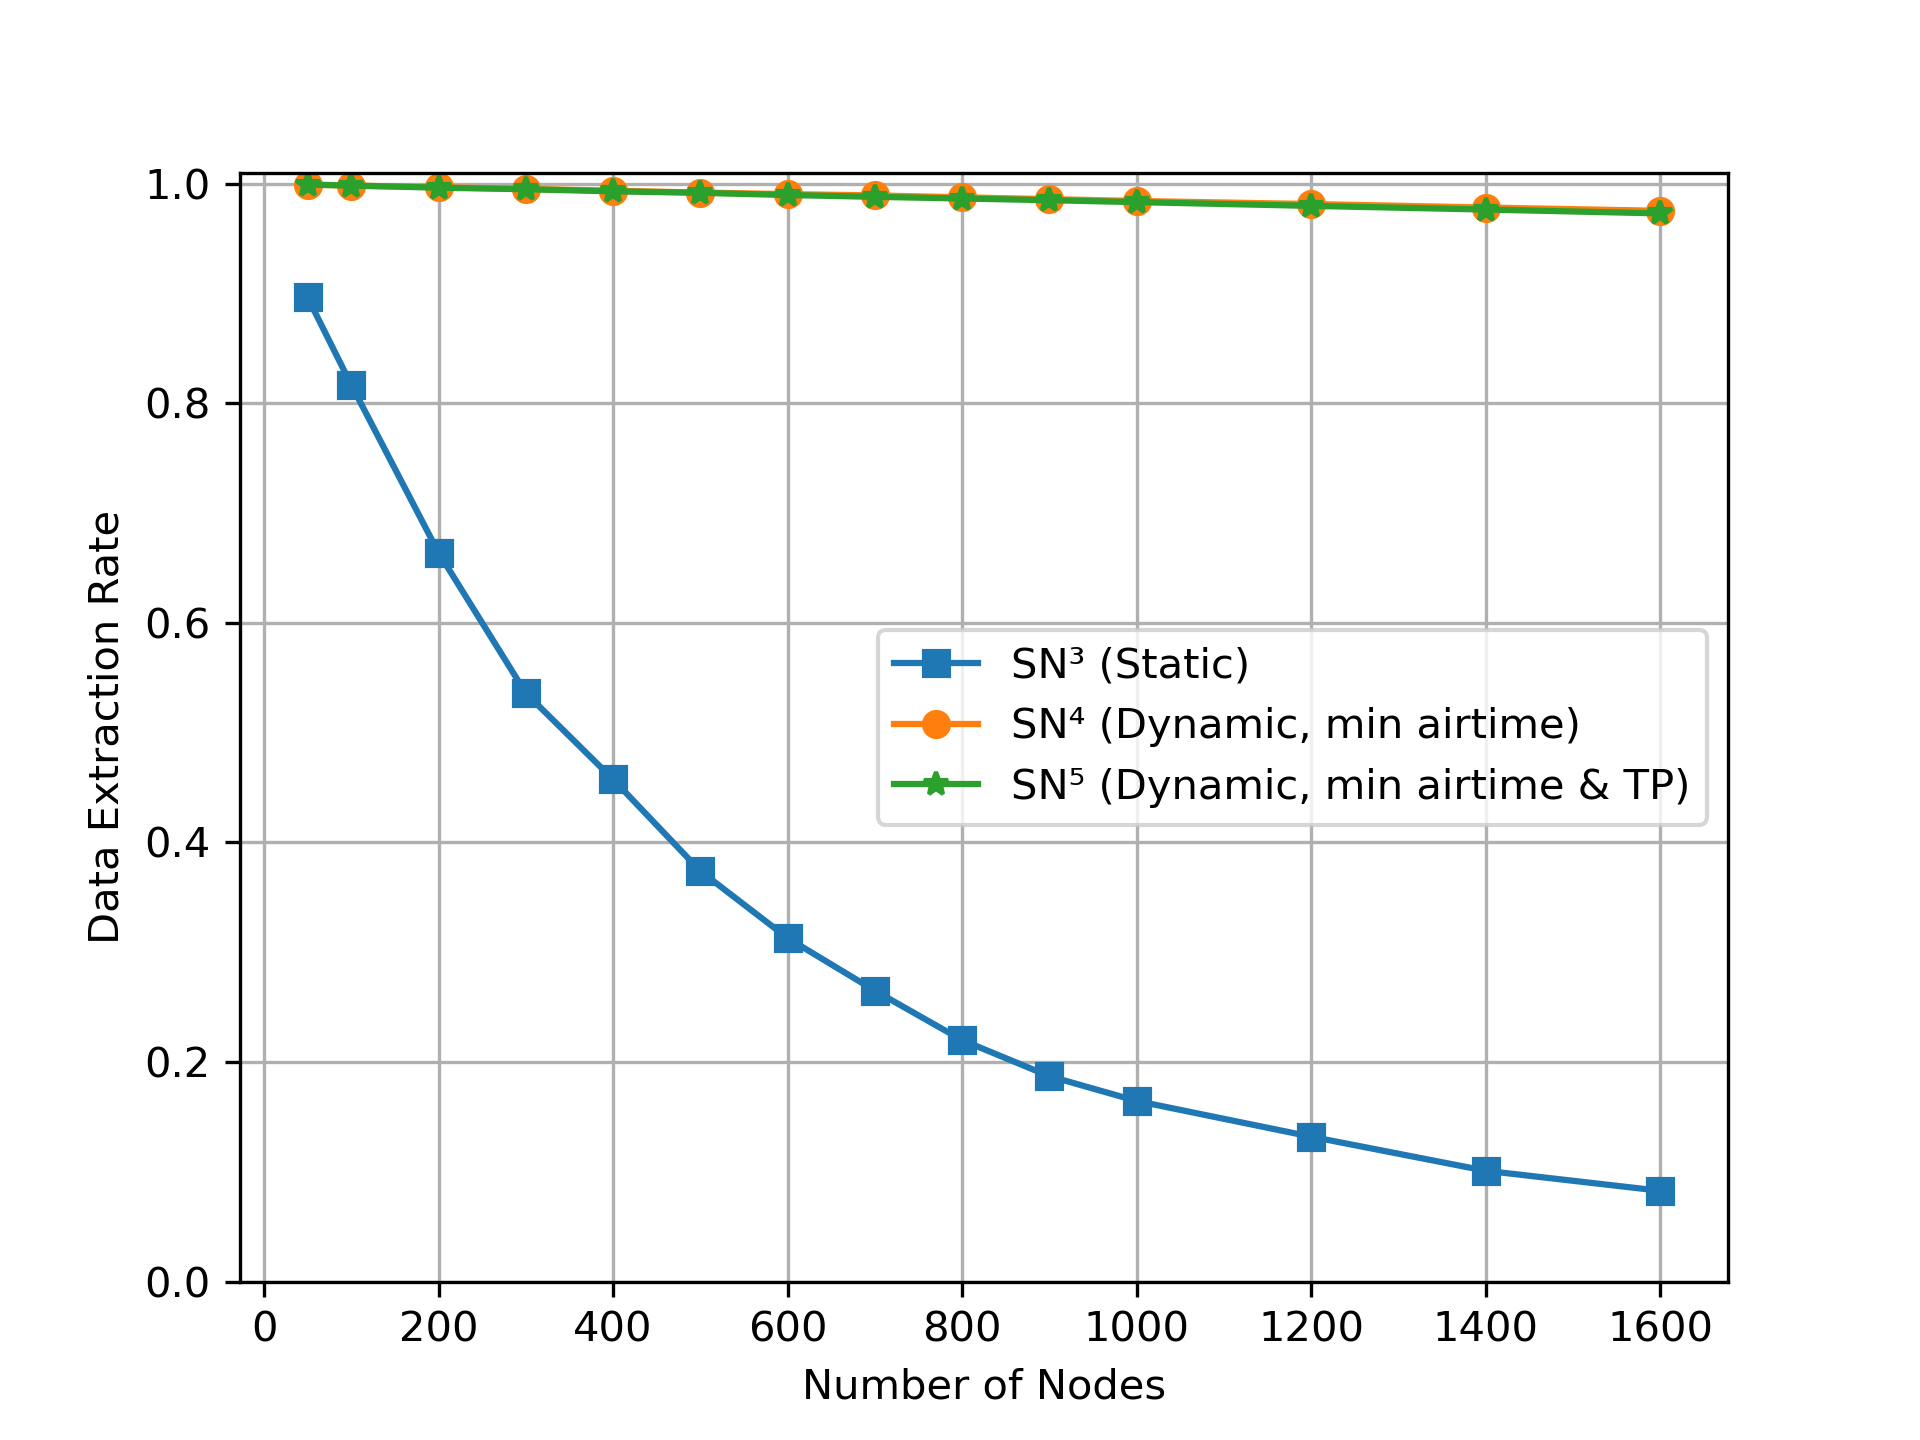 1.0
0.8
0.6
0.4
0.2
0.0
Data Extraction Rate
SN³ (Static)
SN⁴ (Dynamic, min airtime)
SN⁵ (Dynamic, min airtime & TP)
0 200 400 600 800 1000 1200 1400 1600
Number of Nodes